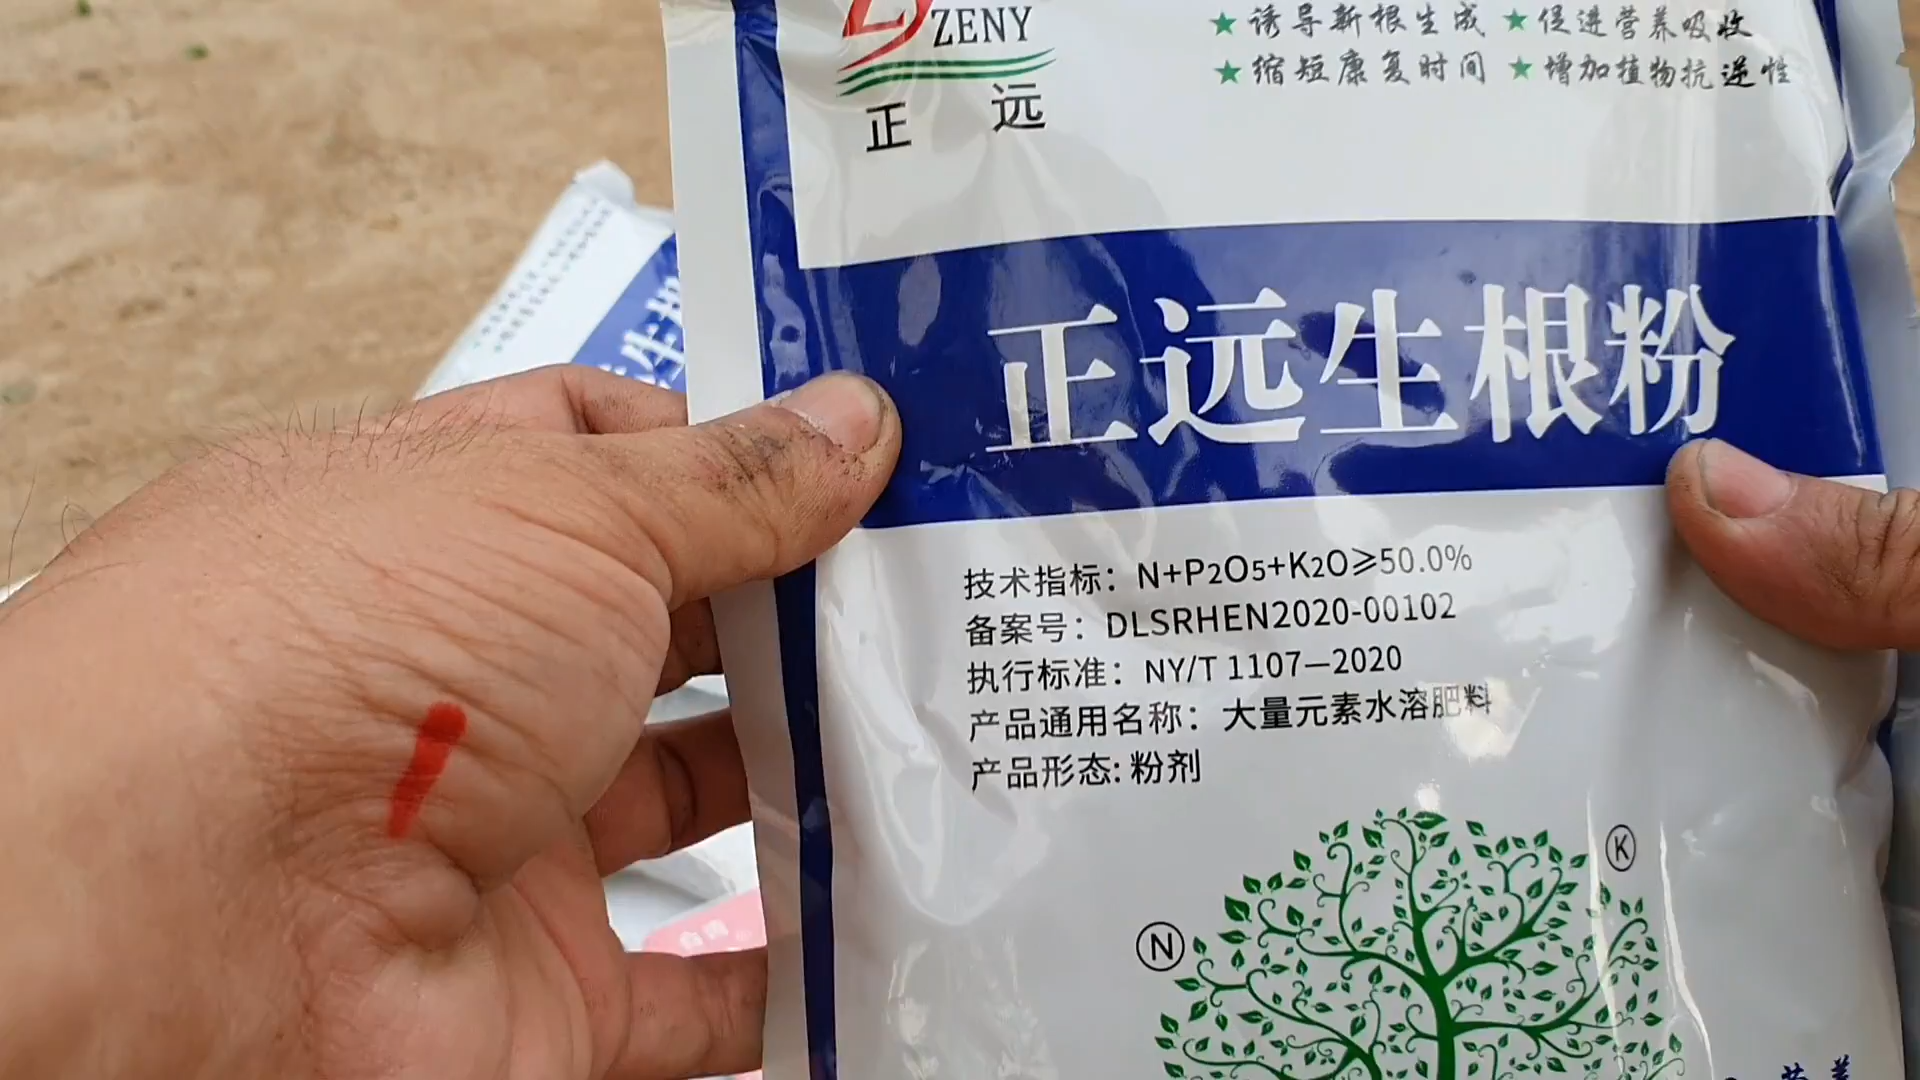 ZENY
正远
★诱导新根生成 ★促进营养吸收
★缩短康复时间 ★增加植物抗逆性
正远生根粉
技术指标：N+P2O5+K2O≥50.0%
备案号：DLSRHEN2020-00102
执行标准：NY/T 1107—2020
产品通用名称：大量元素水溶肥料
产品形态:粉剂
K
N